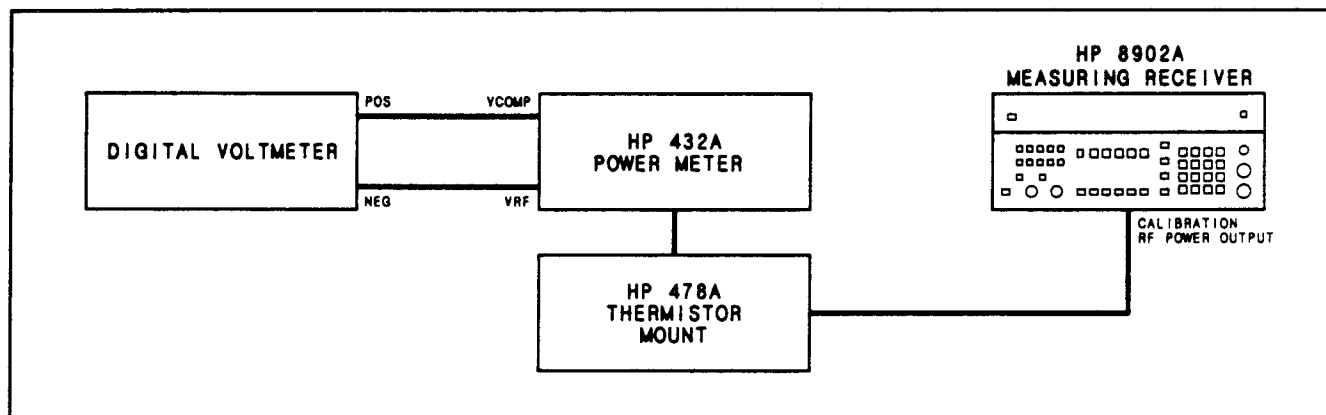 HP 8902A
MEASURING RECEIVER
POS
VCOMP
DIGITAL VOLTMETER
HP 432A
POWER METER
NEG
VRF
CALIBRATION
RF POWER OUTPUT
HP 478A
THERMISTOR
MOUNT